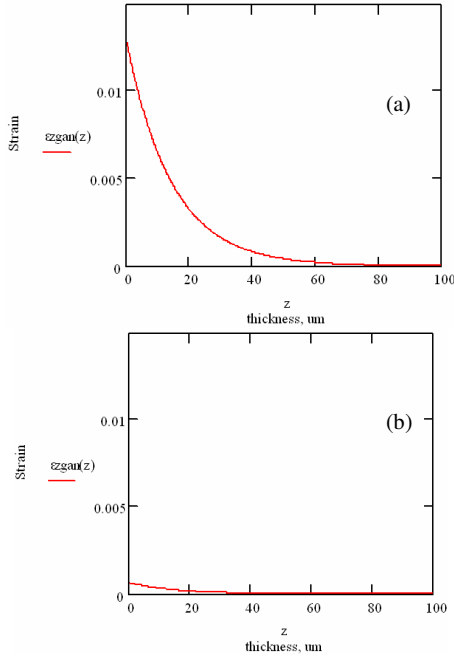 0.01
(a)
Strain
εzgan(z)
0.005
0
0 20 40 60 80 100
z
thickness, um
0.01
(b)
Strain
εzgan(z)
0.005
0
0 20 40 60 80 100
z
thickness, um